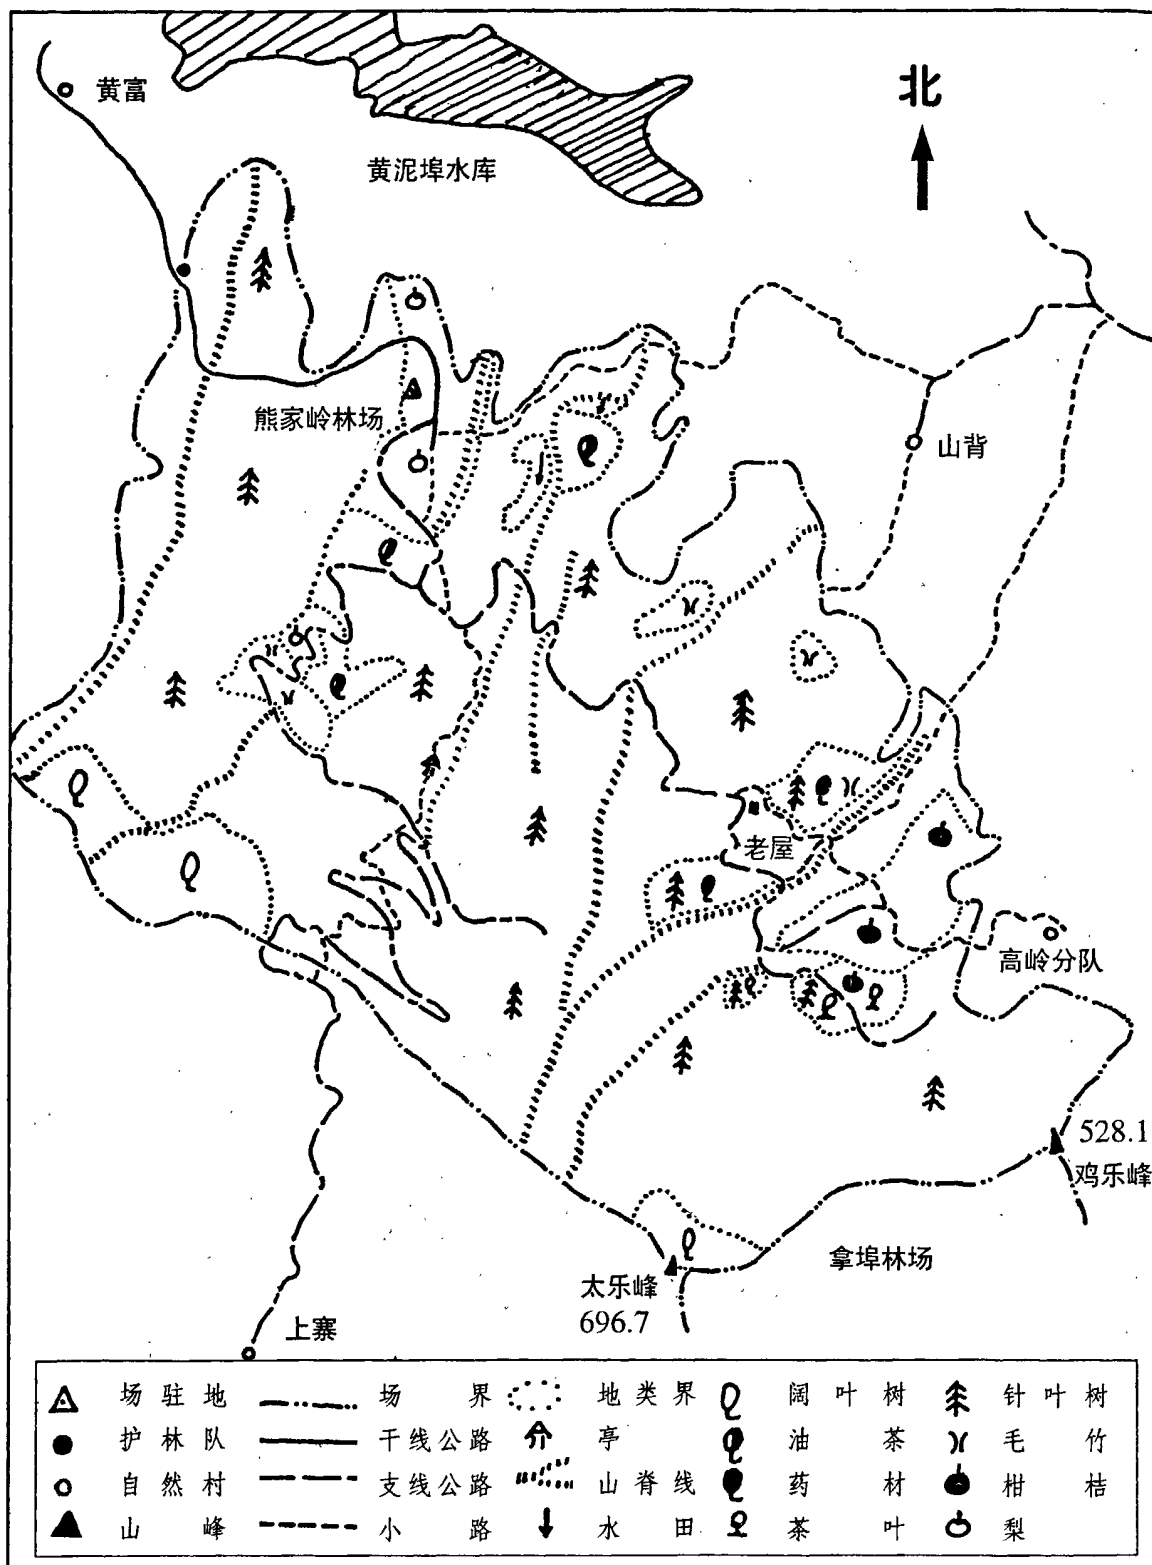 黄富
北
黄泥埠水库
熊家岭林场
山背
老屋
高岭分队
528.1
鸡乐峰
拿埠林场
太乐峰
696.7
上寨
场驻地 场界 地类界 阔叶树 针叶树
护林队 干线公路 亭 油茶 毛竹
自然村 支线公路 山脊线 药材 柑桔
山峰 小路 水田 茶叶 梨